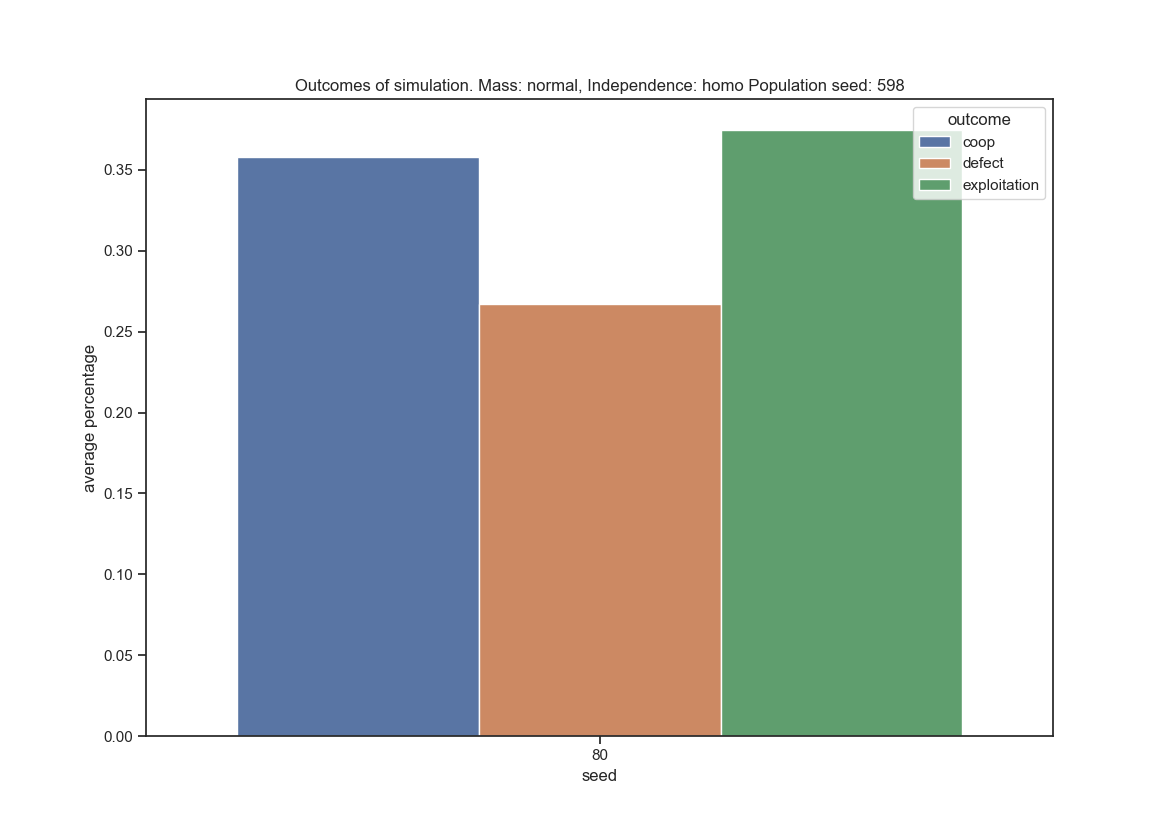 Outcomes of simulation. Mass: normal, Independence: homo Population seed: 598
outcome
coop
defect
exploitation
0.35
0.30
0.25
0.20
0.15
0.10
0.05
0.00
average percentage
80
seed